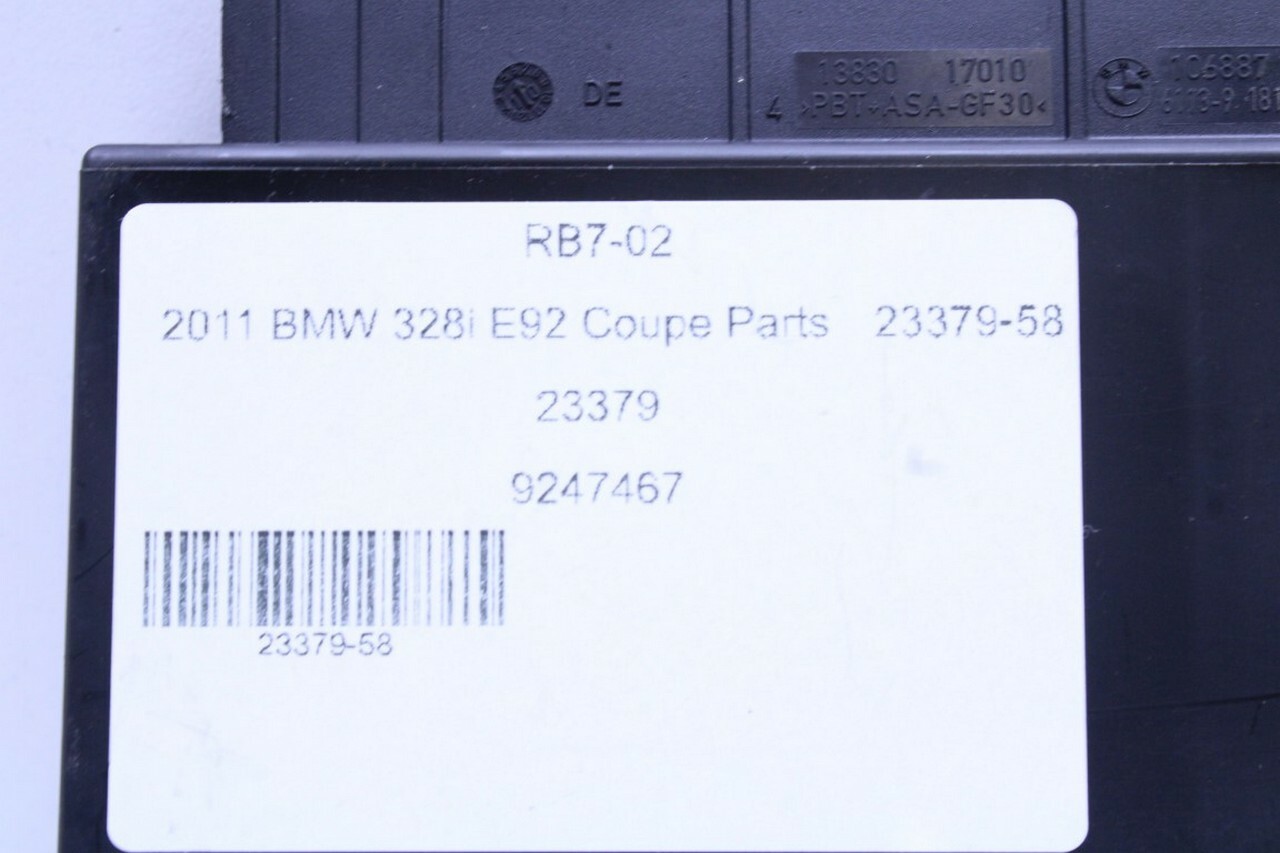 13830 17010
DE
4 >PBT+ASA-GF30<
106887
RB7-02
2011 BMW 328i E92 Coupe Parts 23379-58
23379
9247467
23379-58